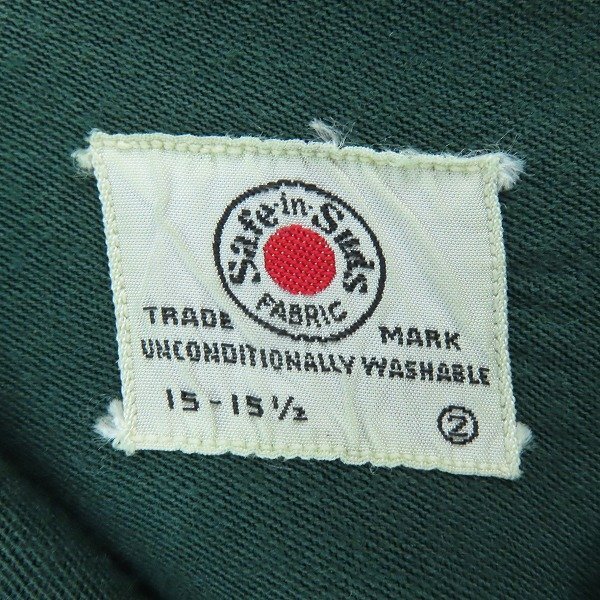 Safe-in-Suds
FABRIC
TRADE MARK
UNCONDITIONALLY WASHABLE
15-15½ 2